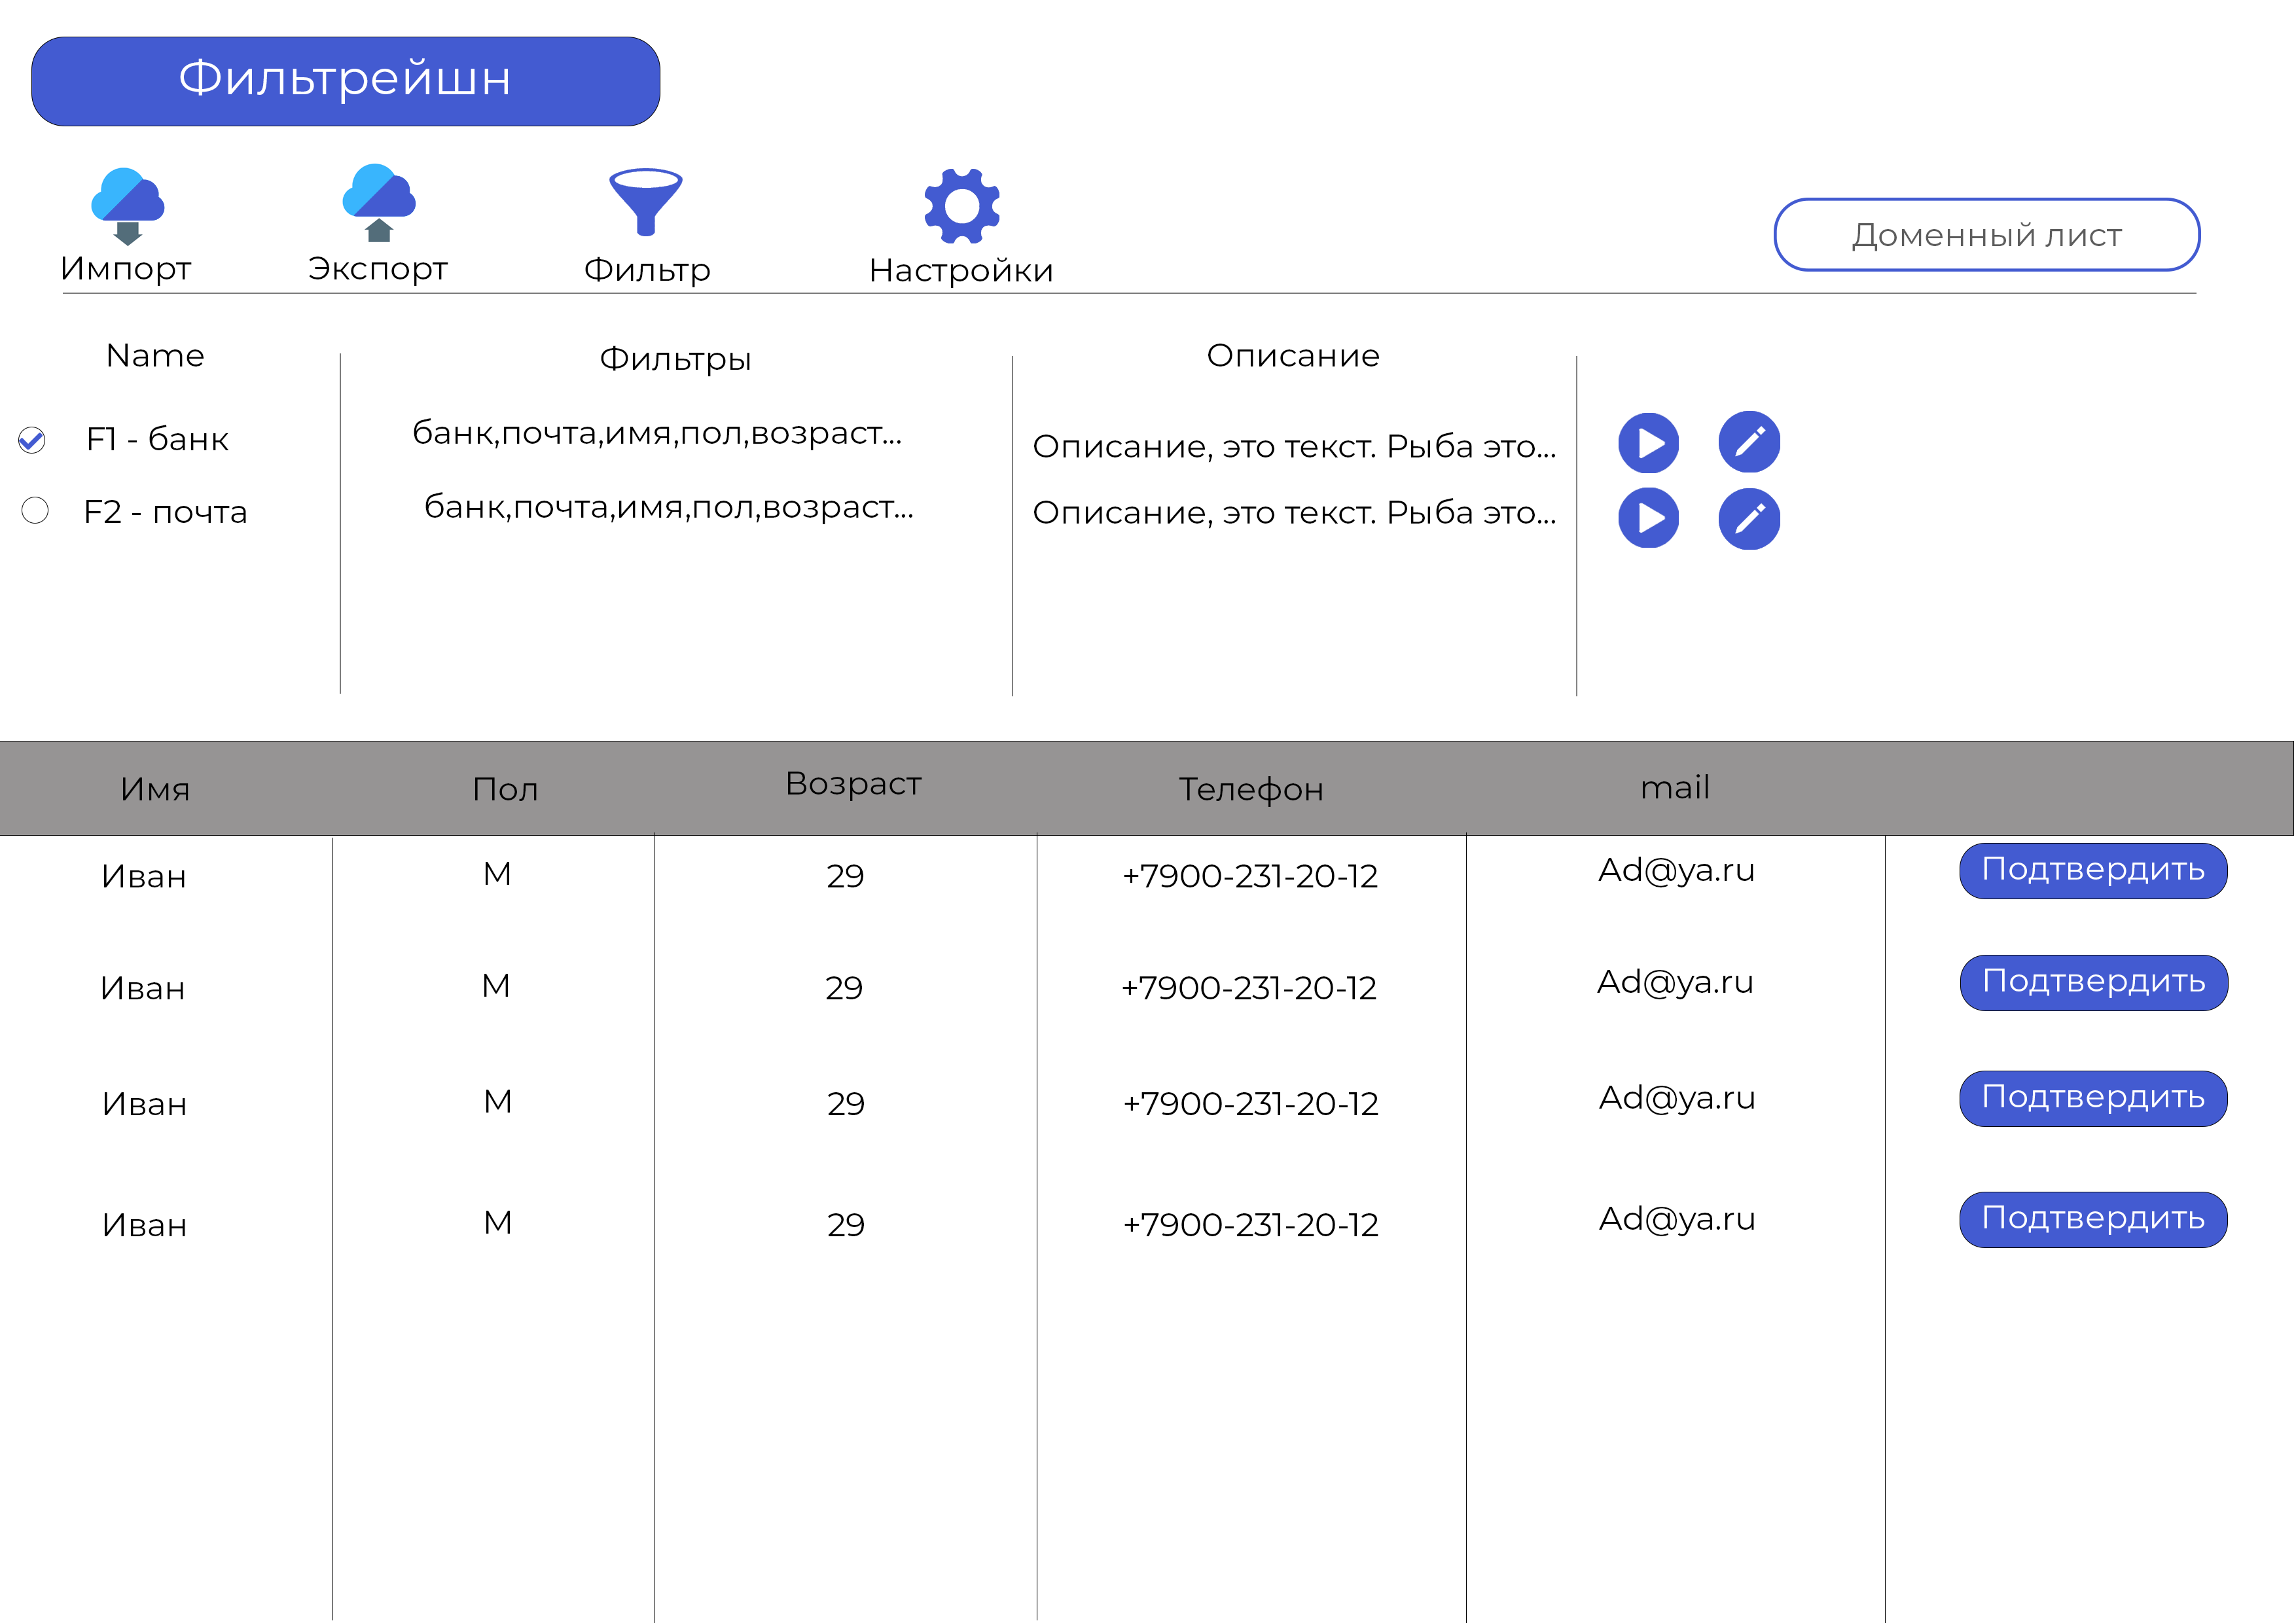 Фильтрейшн
Импорт Экспорт Фильтр Настройки Доменный лист
Name Фильтры Описание
F1 - банк банк,почта,имя,пол,возраст... Описание, это текст. Рыба это...
F2 - почта банк,почта,имя,пол,возраст... Описание, это текст. Рыба это...
Имя Пол Возраст Телефон mail
Иван М 29 +7900-231-20-12 Ad@ya.ru Подтвердить
Иван М 29 +7900-231-20-12 Ad@ya.ru Подтвердить
Иван М 29 +7900-231-20-12 Ad@ya.ru Подтвердить
Иван М 29 +7900-231-20-12 Ad@ya.ru Подтвердить